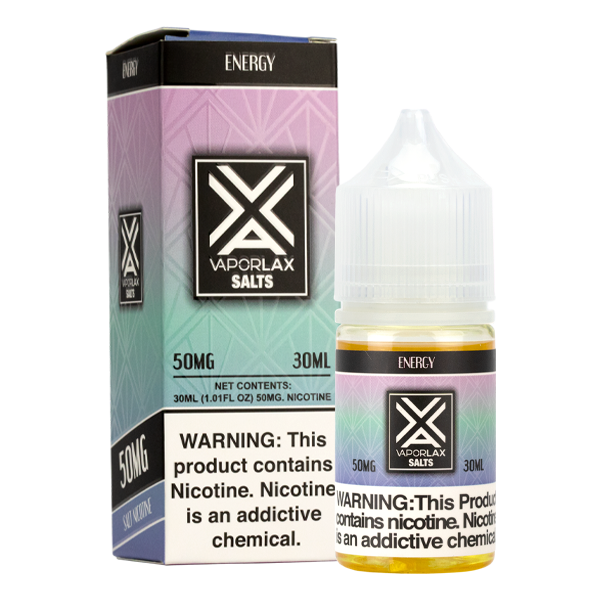 ENERGY
ENERGY
VAPORLAX
SALTS
VAPORLAX
SALTS
50MG 30ML
NET CONTENTS:
30ML (1.01FL OZ) 50MG. NICOTINE
50MG
SALT NICOTINE
WARNING: This
product contains
Nicotine. Nicotine
is an addictive
chemical.
ENERGY
VAPORLAX
SALTS
50MG 30ML
WARNING:This Produc
contains nicotine. Nicotin
is an addictive chemica